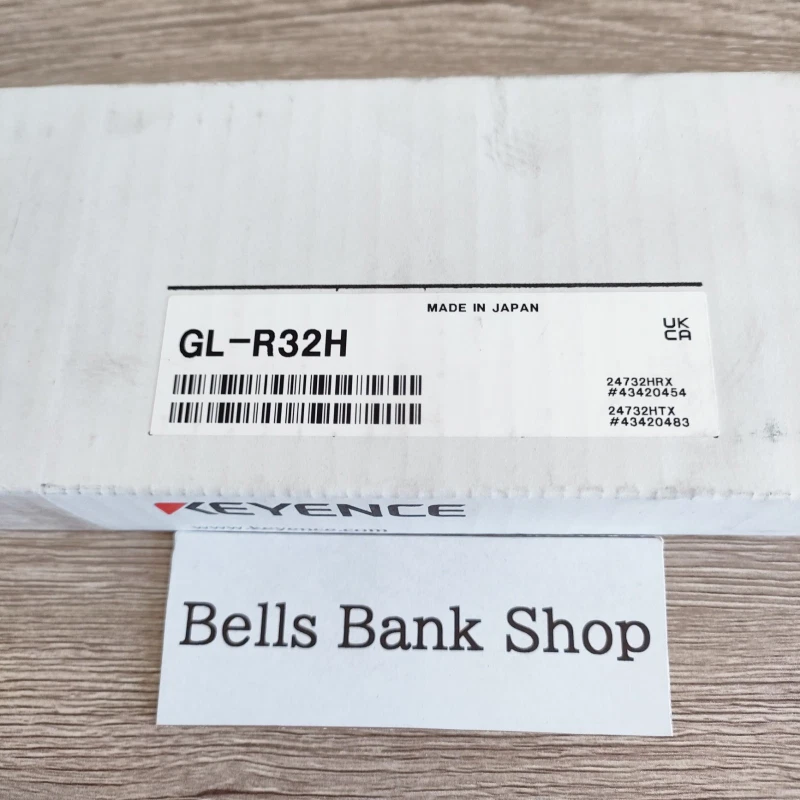 MADE IN JAPAN
UK
CA
GL-R32H
24732HRX
#43420454
24732HTX
#43420483
KEYENCE
www.keyence.com
Bells Bank Shop